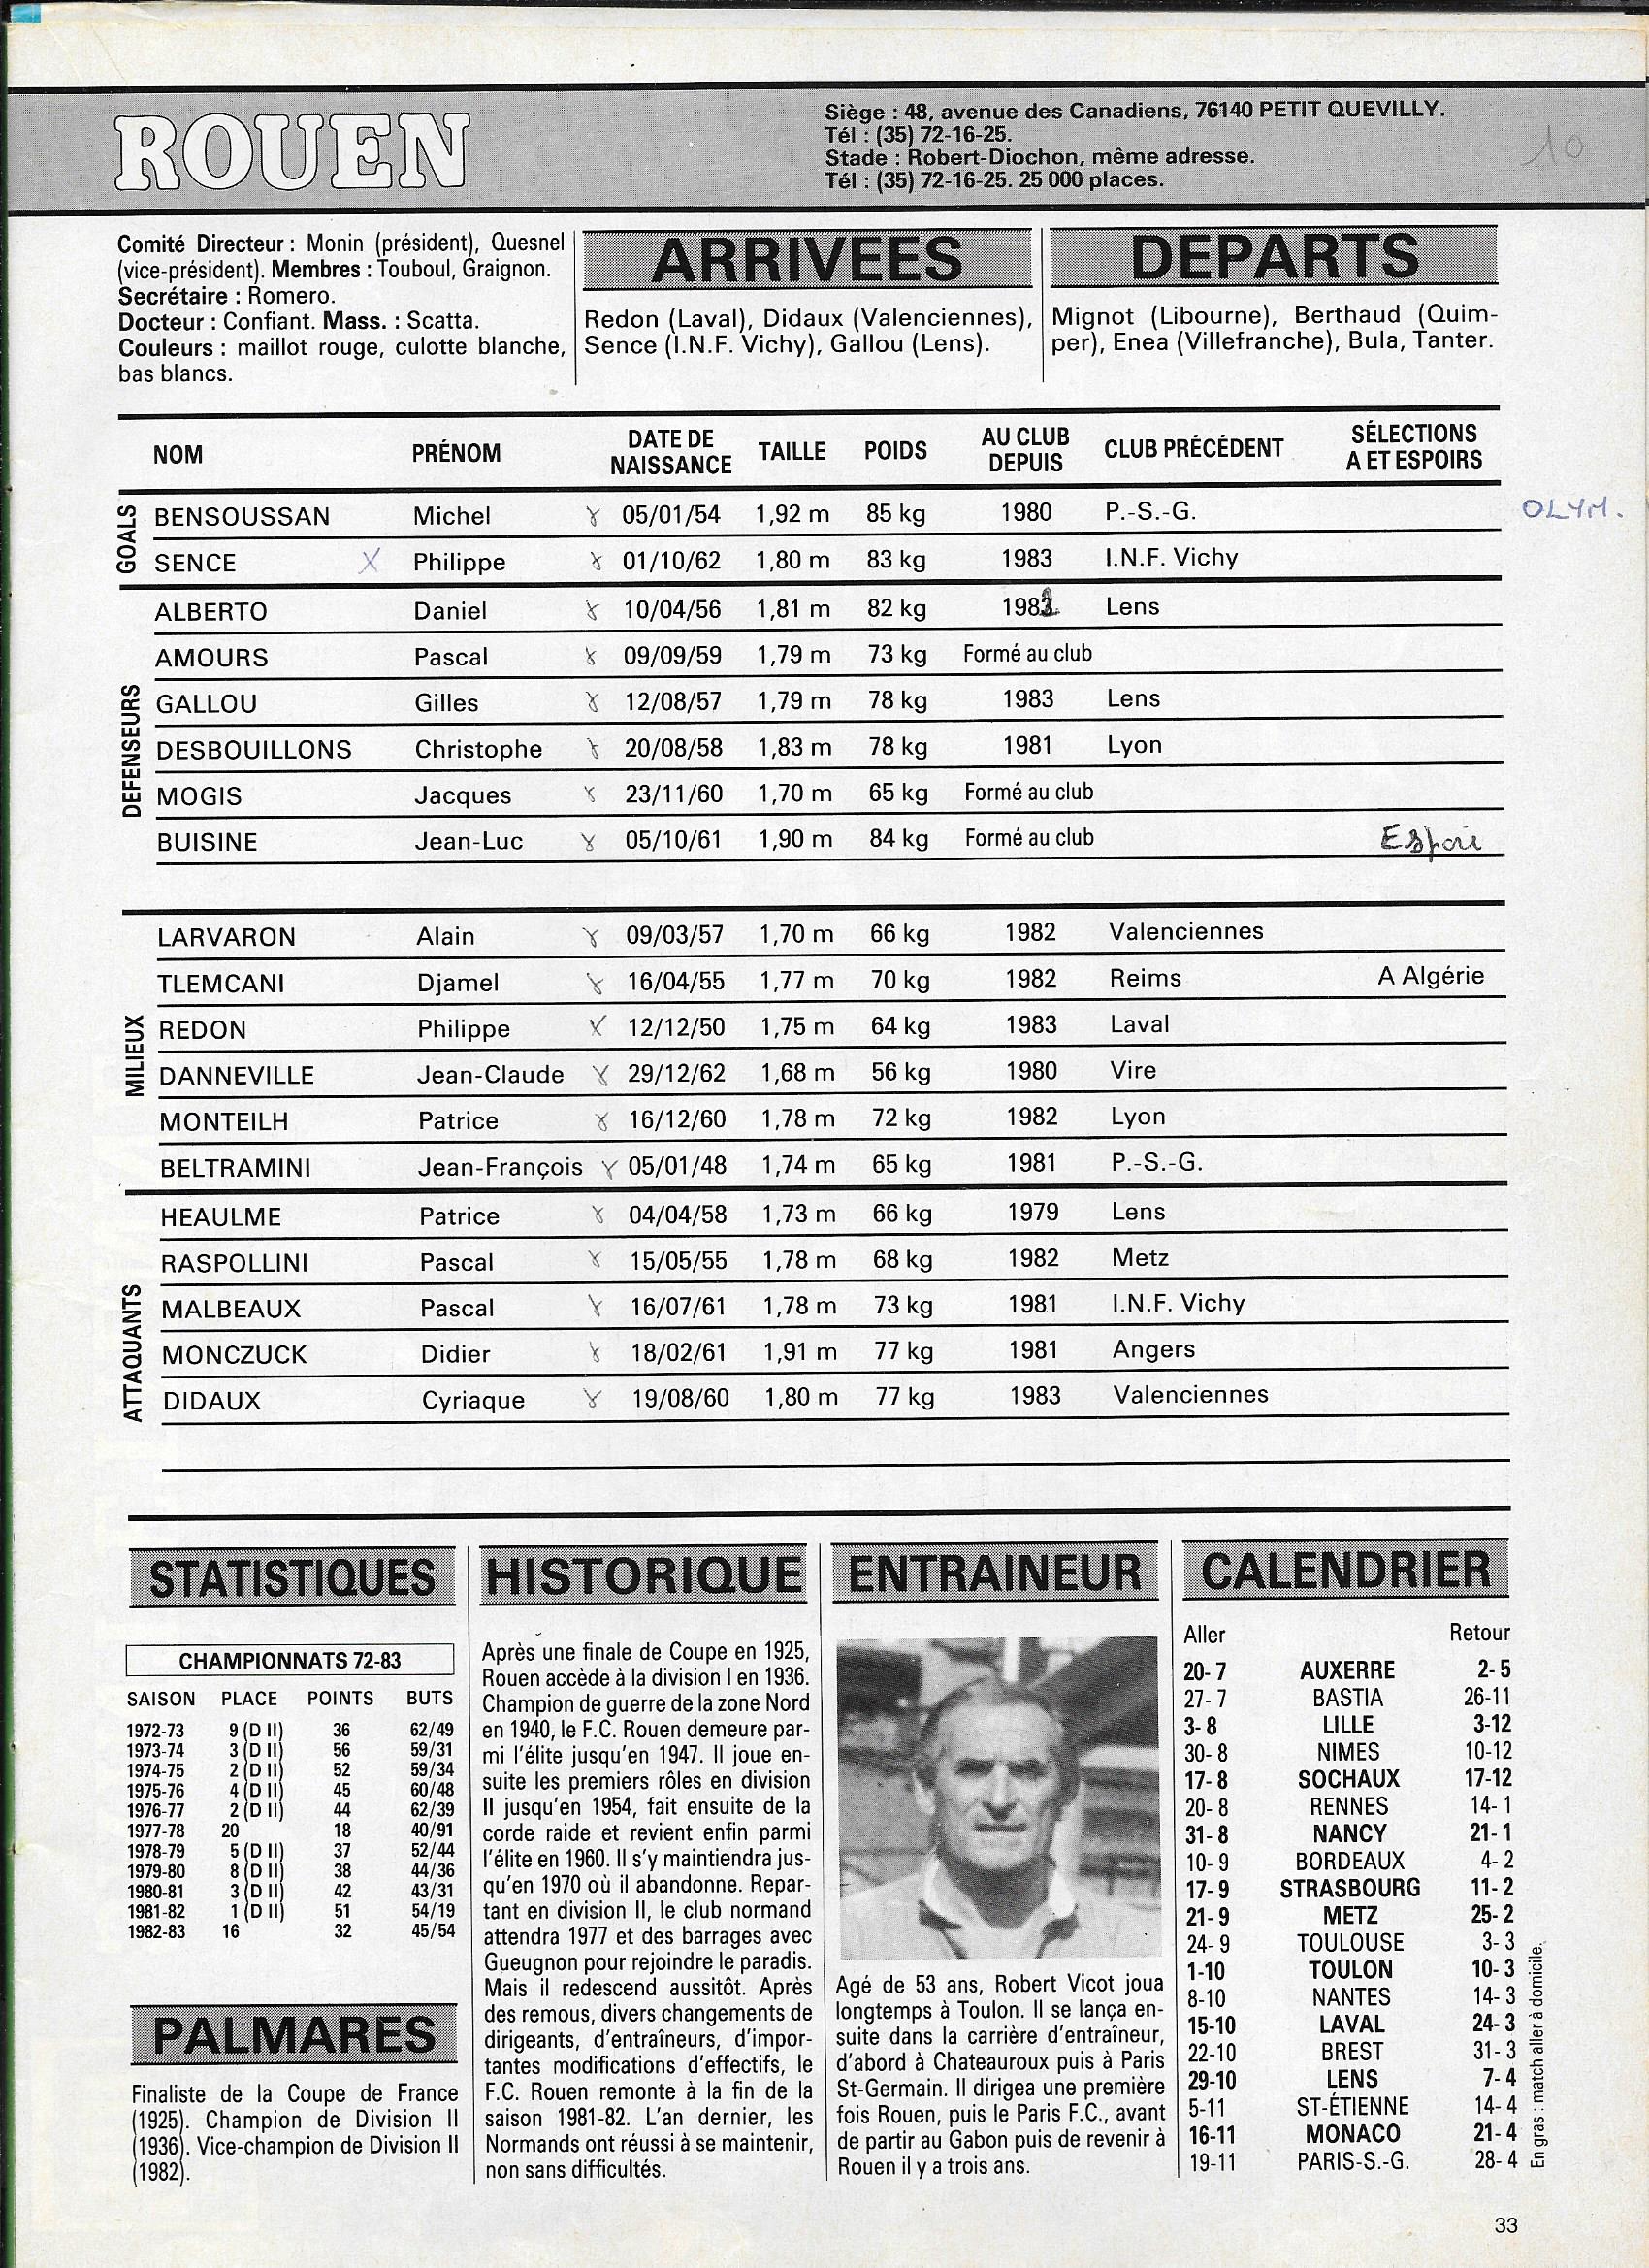 ROUEN
Siège : 48, avenue des Canadiens, 76140 PETIT QUEVILLY.
Tél : (35) 72-16-25.
Stade : Robert-Diochon, même adresse.
Tél : (35) 72-16-25. 25 000 places.
10
Comité Directeur : Monin (président), Quesnel
(vice-président). Membres : Touboul, Graignon.
Secrétaire : Romero.
Docteur : Confiant. Mass. : Scatta.
Couleurs : maillot rouge, culotte blanche,
bas blancs.
ARRIVEES
Redon (Laval), Didaux (Valenciennes),
Sence (I.N.F. Vichy), Gallou (Lens).
DEPARTS
Mignot (Libourne), Berthaud (Quim-
per), Enea (Villefranche), Bula, Tanter.
NOM PRÉNOM DATE DE NAISSANCE TAILLE POIDS AU CLUB DEPUIS CLUB PRÉCÉDENT SÉLECTIONS A ET ESPOIRS
GOALS
BENSOUSSAN Michel 05/01/54 1,92 m 85 kg 1980 P.-S.-G. OLYM.
SENCE X Philippe 01/10/62 1,80 m 83 kg 1983 I.N.F. Vichy
DEFENSEURS
ALBERTO Daniel 10/04/56 1,81 m 82 kg 1982 Lens
AMOURS Pascal 09/09/59 1,79 m 73 kg Formé au club
GALLOU Gilles 12/08/57 1,79 m 78 kg 1983 Lens
DESBOUILLONS Christophe 20/08/58 1,83 m 78 kg 1981 Lyon
MOGIS Jacques 23/11/60 1,70 m 65 kg Formé au club
BUISINE Jean-Luc 05/10/61 1,90 m 84 kg Formé au club Espoir
MILIEUX
LARVARON Alain 09/03/57 1,70 m 66 kg 1982 Valenciennes
TLEMCANI Djamel 16/04/55 1,77 m 70 kg 1982 Reims A Algérie
REDON Philippe 12/12/50 1,75 m 64 kg 1983 Laval
DANNEVILLE Jean-Claude 29/12/62 1,68 m 56 kg 1980 Vire
MONTEILH Patrice 16/12/60 1,78 m 72 kg 1982 Lyon
BELTRAMINI Jean-François 05/01/48 1,74 m 65 kg 1981 P.-S.-G.
ATTAQUANTS
HEAULME Patrice 04/04/58 1,73 m 66 kg 1979 Lens
RASPOLLINI Pascal 15/05/55 1,78 m 68 kg 1982 Metz
MALBEAUX Pascal 16/07/61 1,78 m 73 kg 1981 I.N.F. Vichy
MONCZUCK Didier 18/02/61 1,91 m 77 kg 1981 Angers
DIDAUX Cyriaque 19/08/60 1,80 m 77 kg 1983 Valenciennes
STATISTIQUES
CHAMPIONNATS 72-83
SAISON PLACE POINTS BUTS
1972-73 9 (D II) 36 62/49
1973-74 3 (D II) 56 59/31
1974-75 2 (D II) 52 59/34
1975-76 4 (D II) 45 60/48
1976-77 2 (D II) 44 62/39
1977-78 20 18 40/91
1978-79 5 (D II) 37 52/44
1979-80 8 (D II) 38 44/36
1980-81 3 (D II) 42 43/31
1981-82 1 (D II) 51 54/19
1982-83 16 32 45/54
PALMARES
Finaliste de la Coupe de France
(1925). Champion de Division II
(1936). Vice-champion de Division II
(1982).
HISTORIQUE
Après une finale de Coupe en 1925,
Rouen accède à la division I en 1936.
Champion de guerre de la zone Nord
en 1940, le F.C. Rouen demeure par-
mi l'élite jusqu'en 1947. Il joue en-
suite les premiers rôles en division
II jusqu'en 1954, fait ensuite de la
corde raide et revient enfin parmi
l'élite en 1960. Il s'y maintiendra jus-
qu'en 1970 où il abandonne. Repar-
tant en division II, le club normand
attendra 1977 et des barrages avec
Gueugnon pour rejoindre le paradis.
Mais il redescend aussitôt. Après
des remous, divers changements de
dirigeants, d'entraîneurs, d'impor-
tantes modifications d'effectifs, le
F.C. Rouen remonte à la fin de la
saison 1981-82. L'an dernier, les
Normands ont réussi à se maintenir,
non sans difficultés.
ENTRAINEUR
Agé de 53 ans, Robert Vicot joua
longtemps à Toulon. Il se lança en-
suite dans la carrière d'entraîneur,
d'abord à Chateauroux puis à Paris
St-Germain. Il dirigea une première
fois Rouen, puis le Paris F.C., avant
de partir au Gabon puis de revenir à
Rouen il y a trois ans.
CALENDRIER
Aller Retour
20-7 AUXERRE 2-5
27-7 BASTIA 26-11
3-8 LILLE 3-12
30-8 NIMES 10-12
17-8 SOCHAUX 17-12
20-8 RENNES 14-1
31-8 NANCY 21-1
10-9 BORDEAUX 4-2
17-9 STRASBOURG 11-2
21-9 METZ 25-2
24-9 TOULOUSE 3-3
1-10 TOULON 10-3
8-10 NANTES 14-3
15-10 LAVAL 24-3
22-10 BREST 31-3
29-10 LENS 7-4
5-11 ST-ÉTIENNE 14-4
16-11 MONACO 21-4
19-11 PARIS-S.-G. 28-4
En gras : match aller à domicile.
33